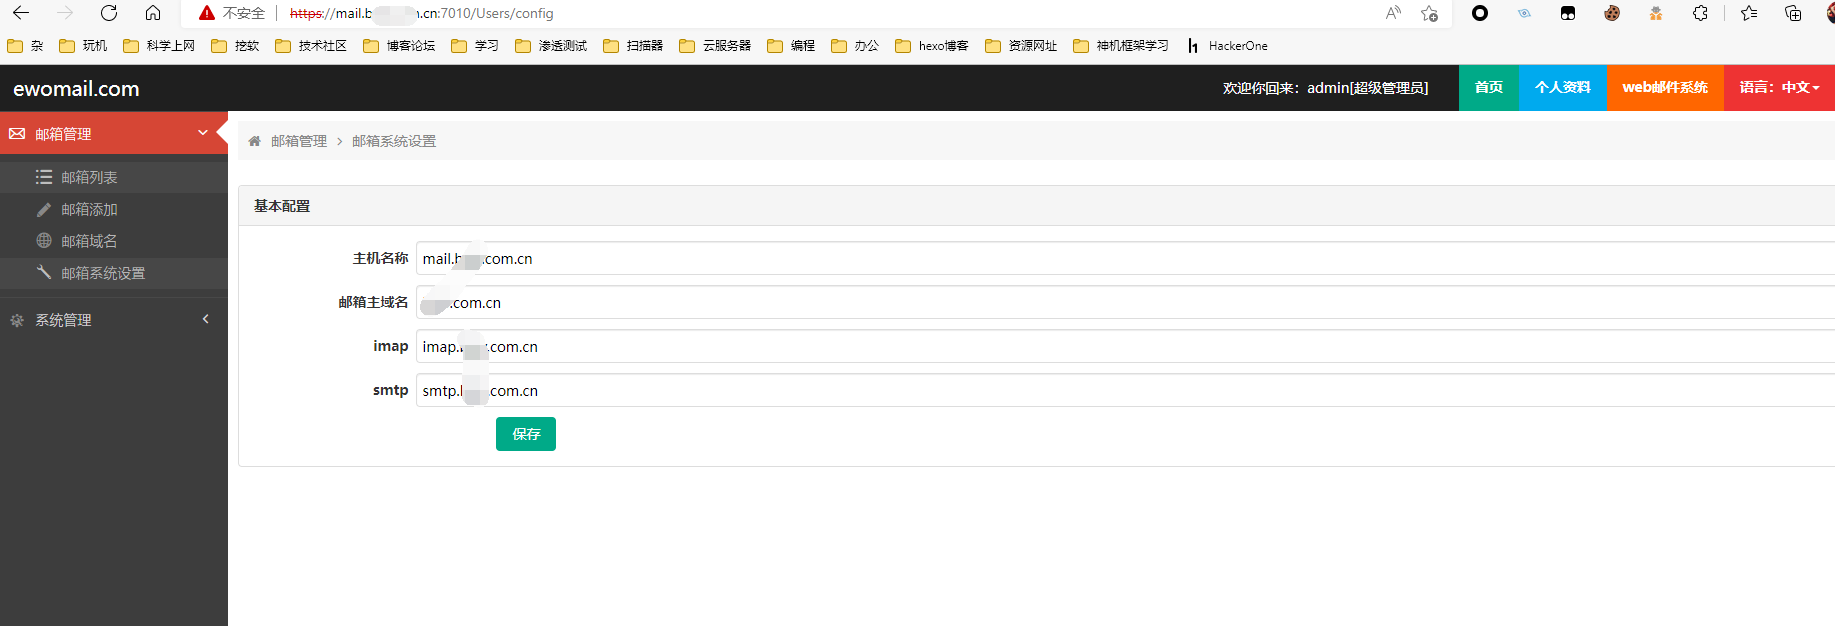 不安全 https://mail.b n.cn:7010/Users/config
杂 玩机 科学上网 挖软 技术社区 博客论坛 学习 渗透测试 扫描器 云服务器 编程 办公 hexo博客 资源网址 神机框架学习 HackerOne
ewomail.com 欢迎你回来：admin[超级管理员] 首页 个人资料 web邮件系统 语言：中文
邮箱管理
邮箱管理 > 邮箱系统设置
邮箱列表
邮箱添加
邮箱域名
邮箱系统设置
系统管理
基本配置
主机名称 mail.b .com.cn
邮箱主域名 .com.cn
imap imap. .com.cn
smtp smtp. .com.cn
保存